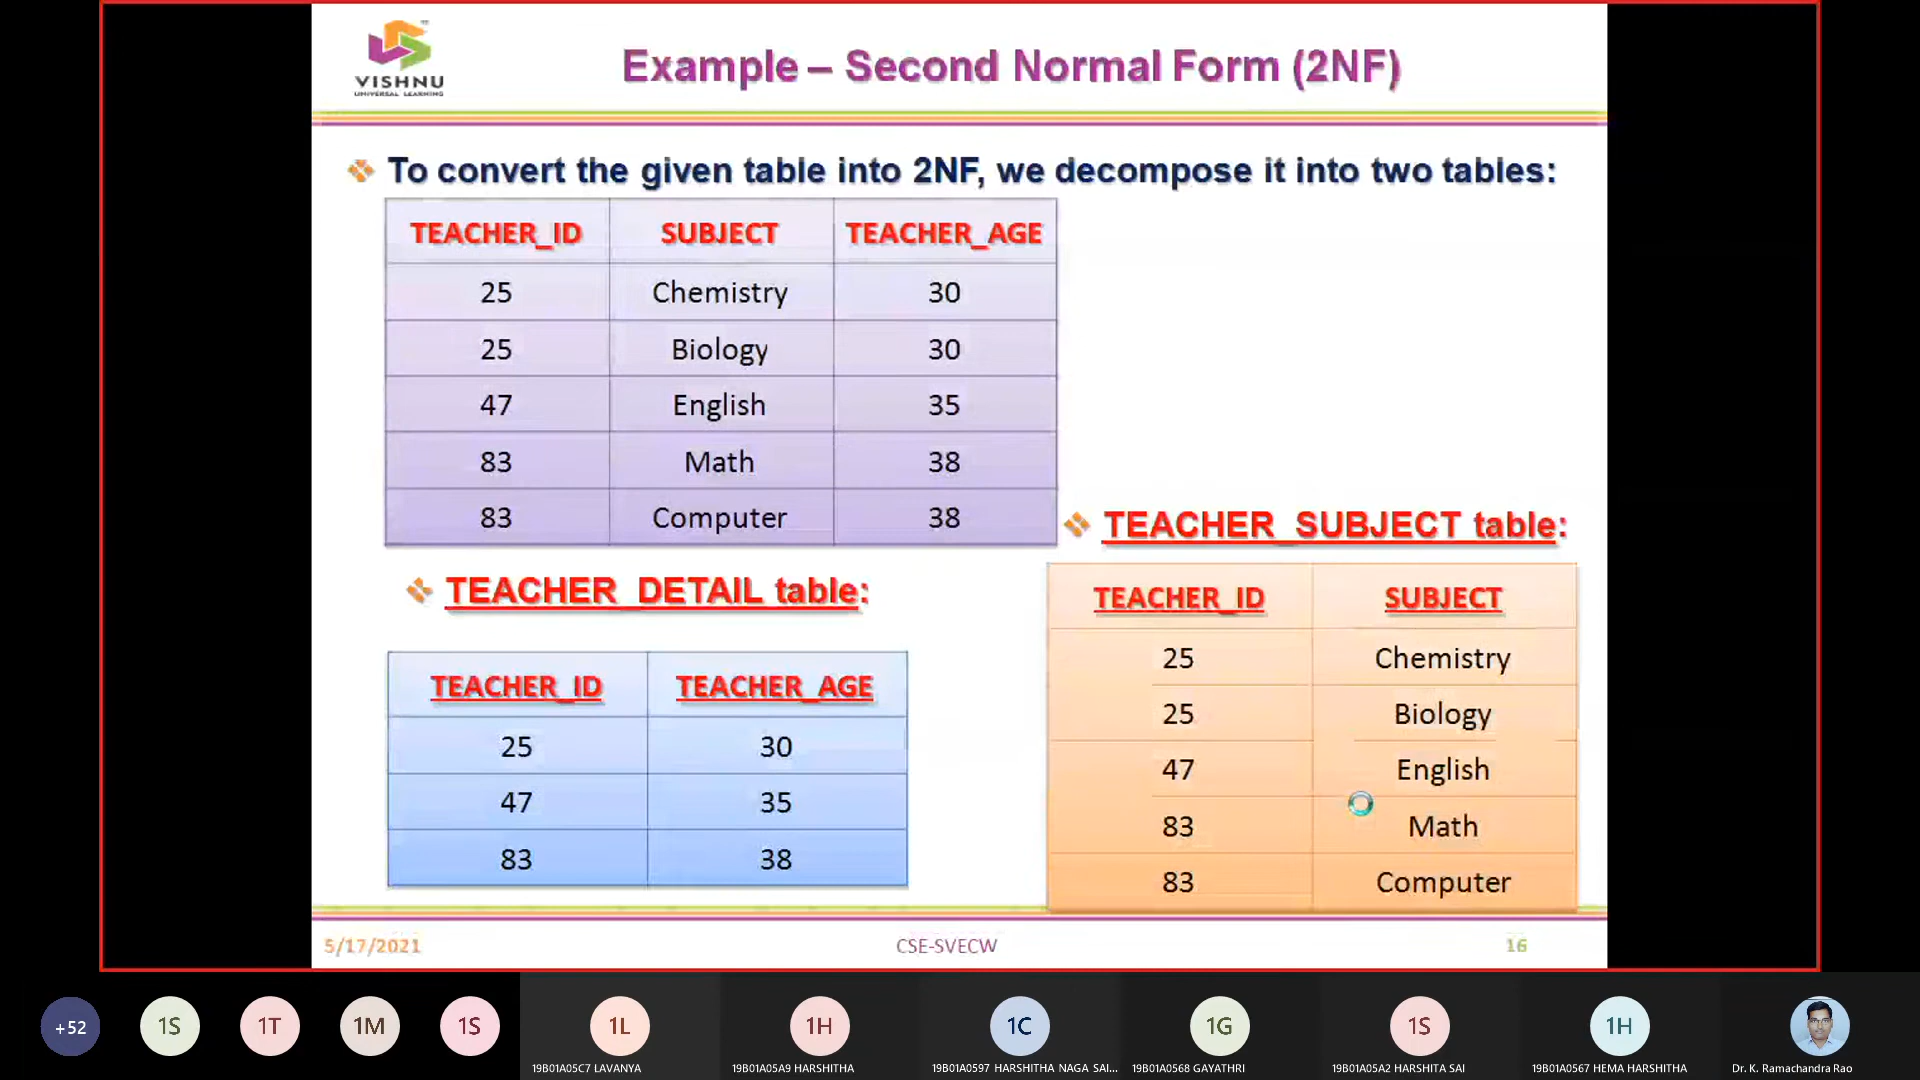 VISHNU
UNIVERSAL LEARNING
Example – Second Normal Form (2NF)
To convert the given table into 2NF, we decompose it into two tables:
TEACHER_ID SUBJECT TEACHER_AGE
25 Chemistry 30
25 Biology 30
47 English 35
83 Math 38
83 Computer 38
TEACHER_DETAIL table:
TEACHER_ID TEACHER_AGE
25 30
47 35
83 38
TEACHER_SUBJECT table:
TEACHER_ID SUBJECT
25 Chemistry
25 Biology
47 English
83 Math
83 Computer
5/17/2021 CSE-SVECW 16
+52 1S 1T 1M 1S 1L 1H 1C 1G 1S 1H
19B01A05C7 LAVANYA 19B01A05A9 HARSHITHA 19B01A0597 HARSHITHA NAGA SAI... 19B01A0568 GAYATHRI 19B01A05A2 HARSHITA SAI 19B01A0567 HEMA HARSHITHA Dr. K. Ramachandra Rao